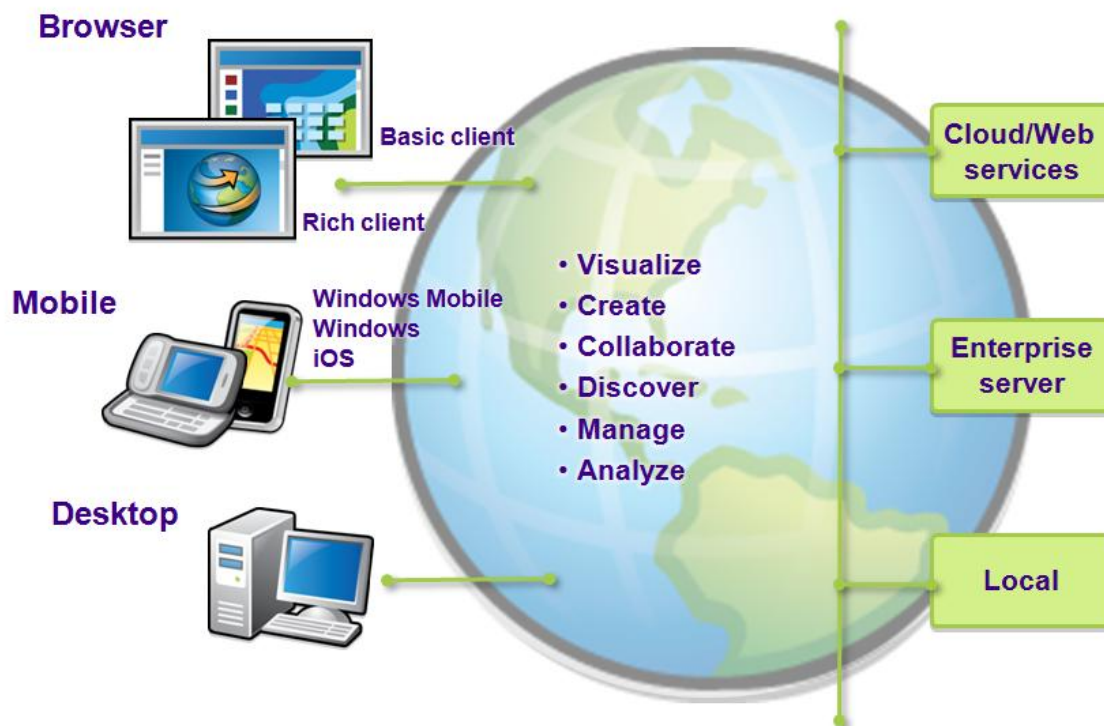 Browser
Basic client
Rich client
Mobile
Windows Mobile
Windows
iOS
Desktop
• Visualize
• Create
• Collaborate
• Discover
• Manage
• Analyze
Cloud/Web
services
Enterprise
server
Local